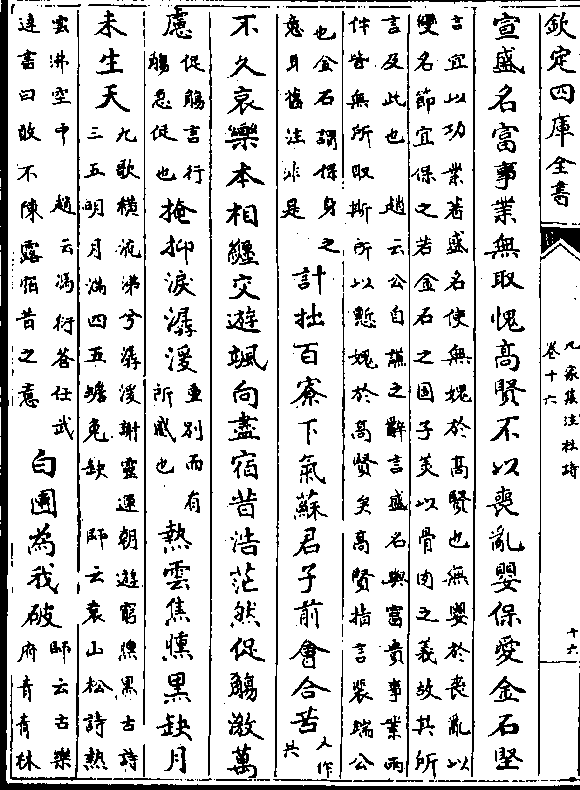 欽定四庫全書
九家集注杜詩
卷十六
十六
宣盛名富事業無取愧高賢不以喪亂嬰保愛金石堅
言宜以功業著盛名使無媿於高賢也無嬰於喪亂以
變名節宜保之若金石之固子美以骨肉之義故其所
言及此也 趙云公自謙之辭言盛名與富貴事業兩
件皆無所取斯所以慙媿於高賢矣高賢指言裴端公
也金石謂保身之
意身舊注非是
計拙百寮下氣蘇君子前會合苦
人作
共
不久哀樂本相纏交遊颯向盡宿昔浩茫然促觴激萬
慮
促觴言行
觴忽促也
掩抑淚潺湲
重別而有
所感也
熱雲焦燻黑缺月
未生天
九歌横流涕兮潺湲謝靈運朝遊窮燻黑古詩
三五明月滿四五蟾兔缺 師云袁山松詩熱
雲沸空中 趙云馮衍答任武
達書曰敢不陳露宿昔之意
白團為我破
師云古樂
府青青林